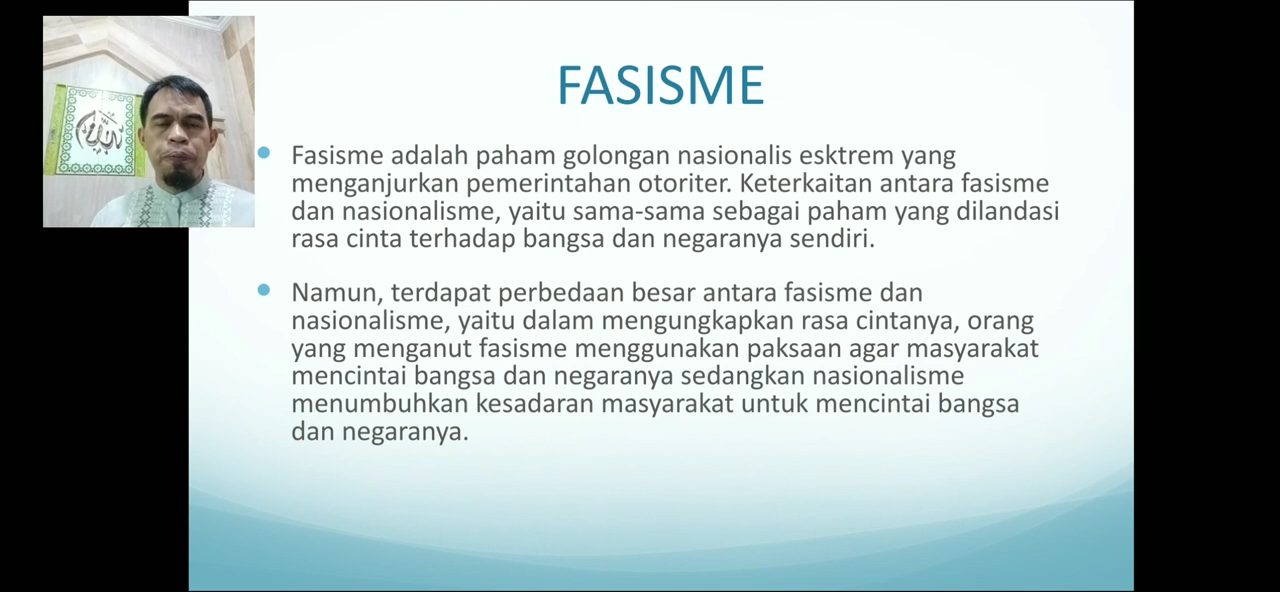 FASISME
Fasisme adalah paham golongan nasionalis esktrem yang
menganjurkan pemerintahan otoriter. Keterkaitan antara fasisme
dan nasionalisme, yaitu sama-sama sebagai paham yang dilandasi
rasa cinta terhadap bangsa dan negaranya sendiri.
Namun, terdapat perbedaan besar antara fasisme dan
nasionalisme, yaitu dalam mengungkapkan rasa cintanya, orang
yang menganut fasisme menggunakan paksaan agar masyarakat
mencintai bangsa dan negaranya sedangkan nasionalisme
menumbuhkan kesadaran masyarakat untuk mencintai bangsa
dan negaranya.